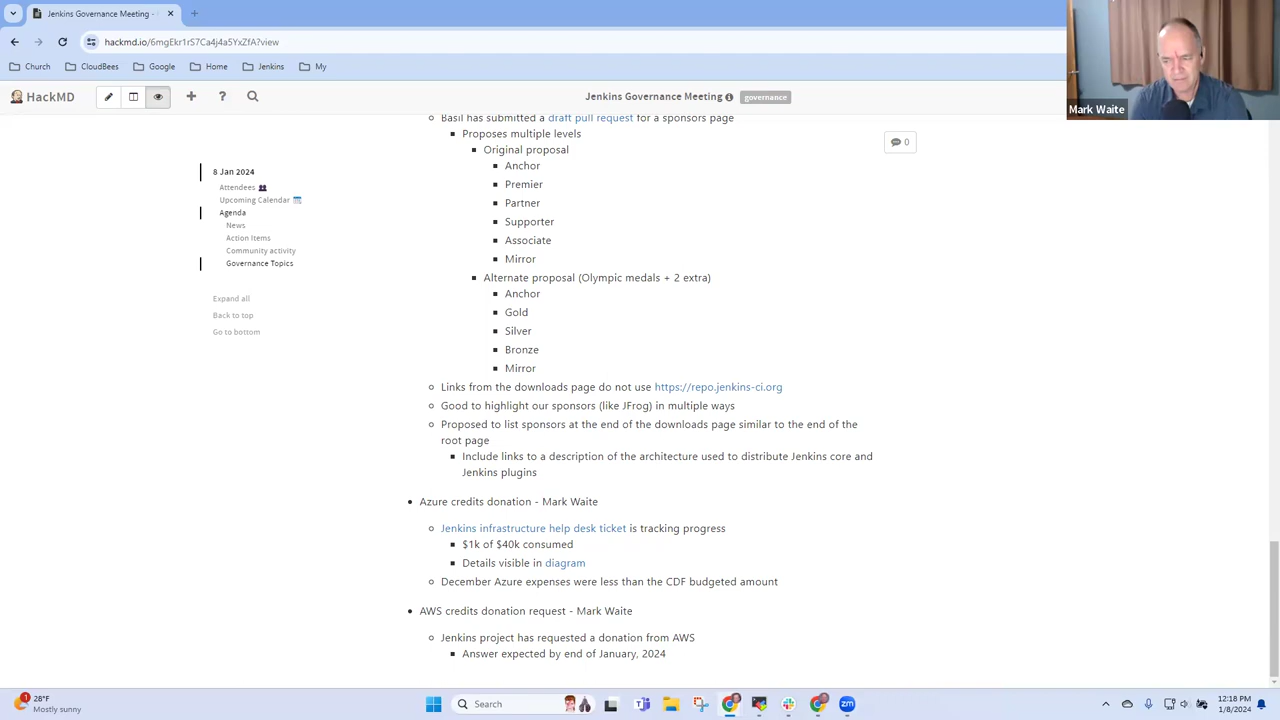 Jenkins Governance Meeting -
hackmd.io/6mgEkr1rS7Ca4j4a5YxZfA?view
Church
CloudBees
Google
Home
Jenkins
My
Mark Waite
HackMD
Jenkins Governance Meeting
governance
0
8 Jan 2024
Attendees
Upcoming Calendar
Agenda
News
Action Items
Community activity
Governance Topics
Expand all
Back to top
Go to bottom
Basil has submitted a draft pull request for a sponsors page
Proposes multiple levels
Original proposal
Anchor
Premier
Partner
Supporter
Associate
Mirror
Alternate proposal (Olympic medals + 2 extra)
Anchor
Gold
Silver
Bronze
Mirror
Links from the downloads page do not use https://repo.jenkins-ci.org
Good to highlight our sponsors (like JFrog) in multiple ways
Proposed to list sponsors at the end of the downloads page similar to the end of the
root page
Include links to a description of the architecture used to distribute Jenkins core and
Jenkins plugins
Azure credits donation - Mark Waite
Jenkins infrastructure help desk ticket is tracking progress
$1k of $40k consumed
Details visible in diagram
December Azure expenses were less than the CDF budgeted amount
AWS credits donation request - Mark Waite
Jenkins project has requested a donation from AWS
Answer expected by end of January, 2024
1
28°F
Mostly sunny
Search
zm
12:18 PM
1/8/2024